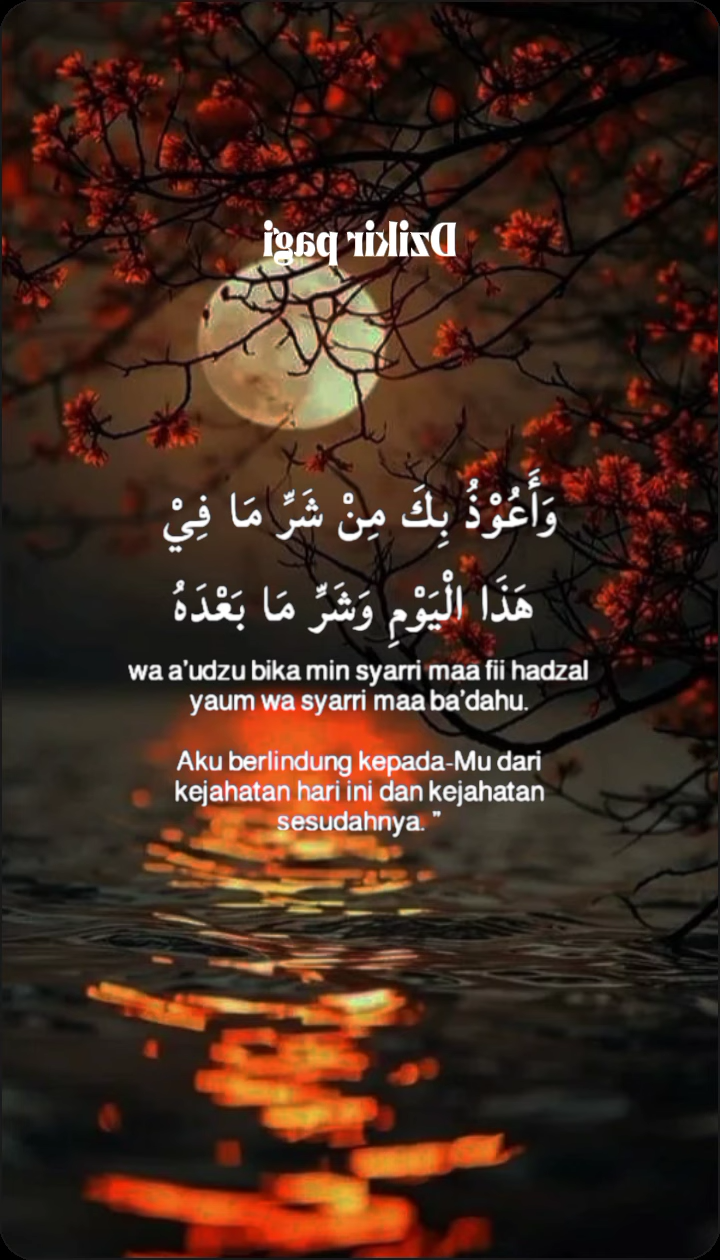 Dzikir pagi
وَأَعُوْذُ بِكَ مِنْ شَرِّ مَا فِيْ
هَذَا الْيَوْمِ وَشَرِّ مَا بَعْدَهُ
wa a'udzu bika min syarri maa fii hadzal
yaum wa syarri maa ba'dahu.
Aku berlindung kepada-Mu dari
kejahatan hari ini dan kejahatan
sesudahnya. ”